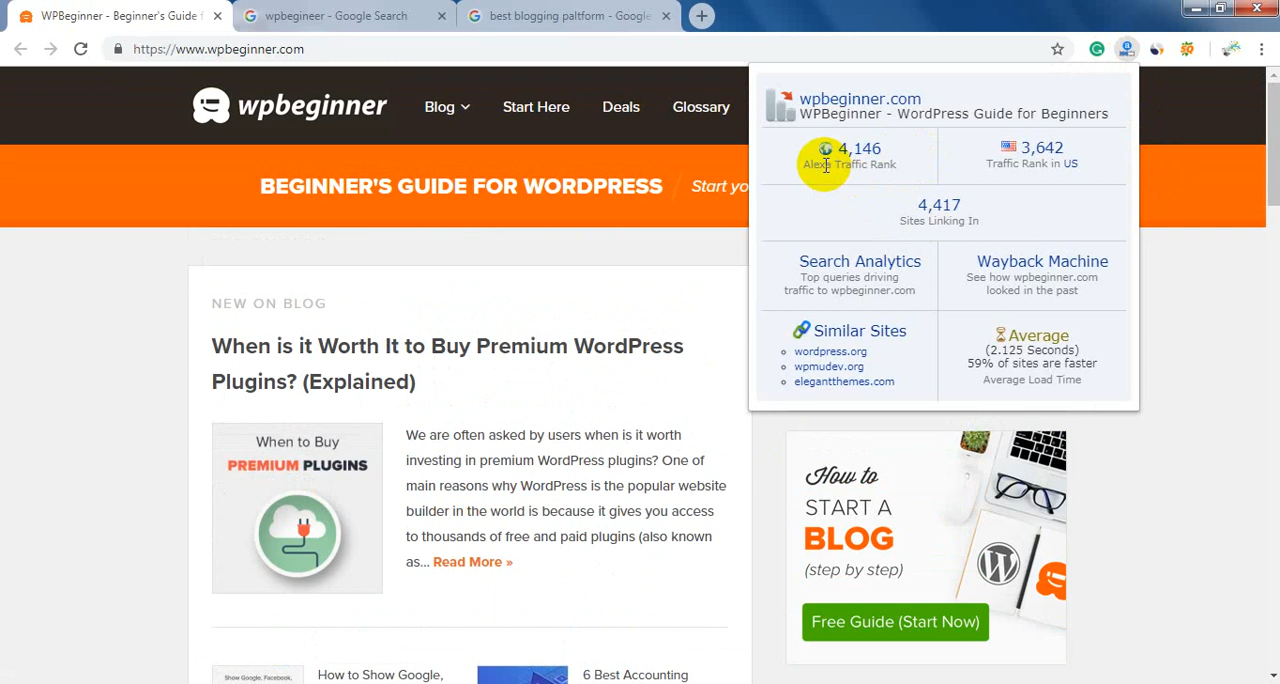 WPBeginner - Beginner's Guide f
wpbegineer - Google Search
best blogging paltform - Google
https://www.wpbeginner.com
wpbeginner
Blog
Start Here
Deals
Glossary
BEGINNER'S GUIDE FOR WORDPRESS
Start yo
wpbeginner.com
WPBeginner - WordPress Guide for Beginners
4,146
Alexa Traffic Rank
3,642
Traffic Rank in US
4,417
Sites Linking In
Search Analytics
Top queries driving
traffic to wpbeginner.com
Wayback Machine
See how wpbeginner.com
looked in the past
Similar Sites
wordpress.org
wpmudev.org
elegantthemes.com
Average
(2.125 Seconds)
59% of sites are faster
Average Load Time
NEW ON BLOG
When is it Worth It to Buy Premium WordPress
Plugins? (Explained)
When to Buy
PREMIUM PLUGINS
We are often asked by users when is it worth
investing in premium WordPress plugins? One of
main reasons why WordPress is the popular website
builder in the world is because it gives you access
to thousands of free and paid plugins (also known
as... Read More »
How to
START A
BLOG
(step by step)
Free Guide (Start Now)
Show Google, Facebook,
How to Show Google,
6 Best Accounting